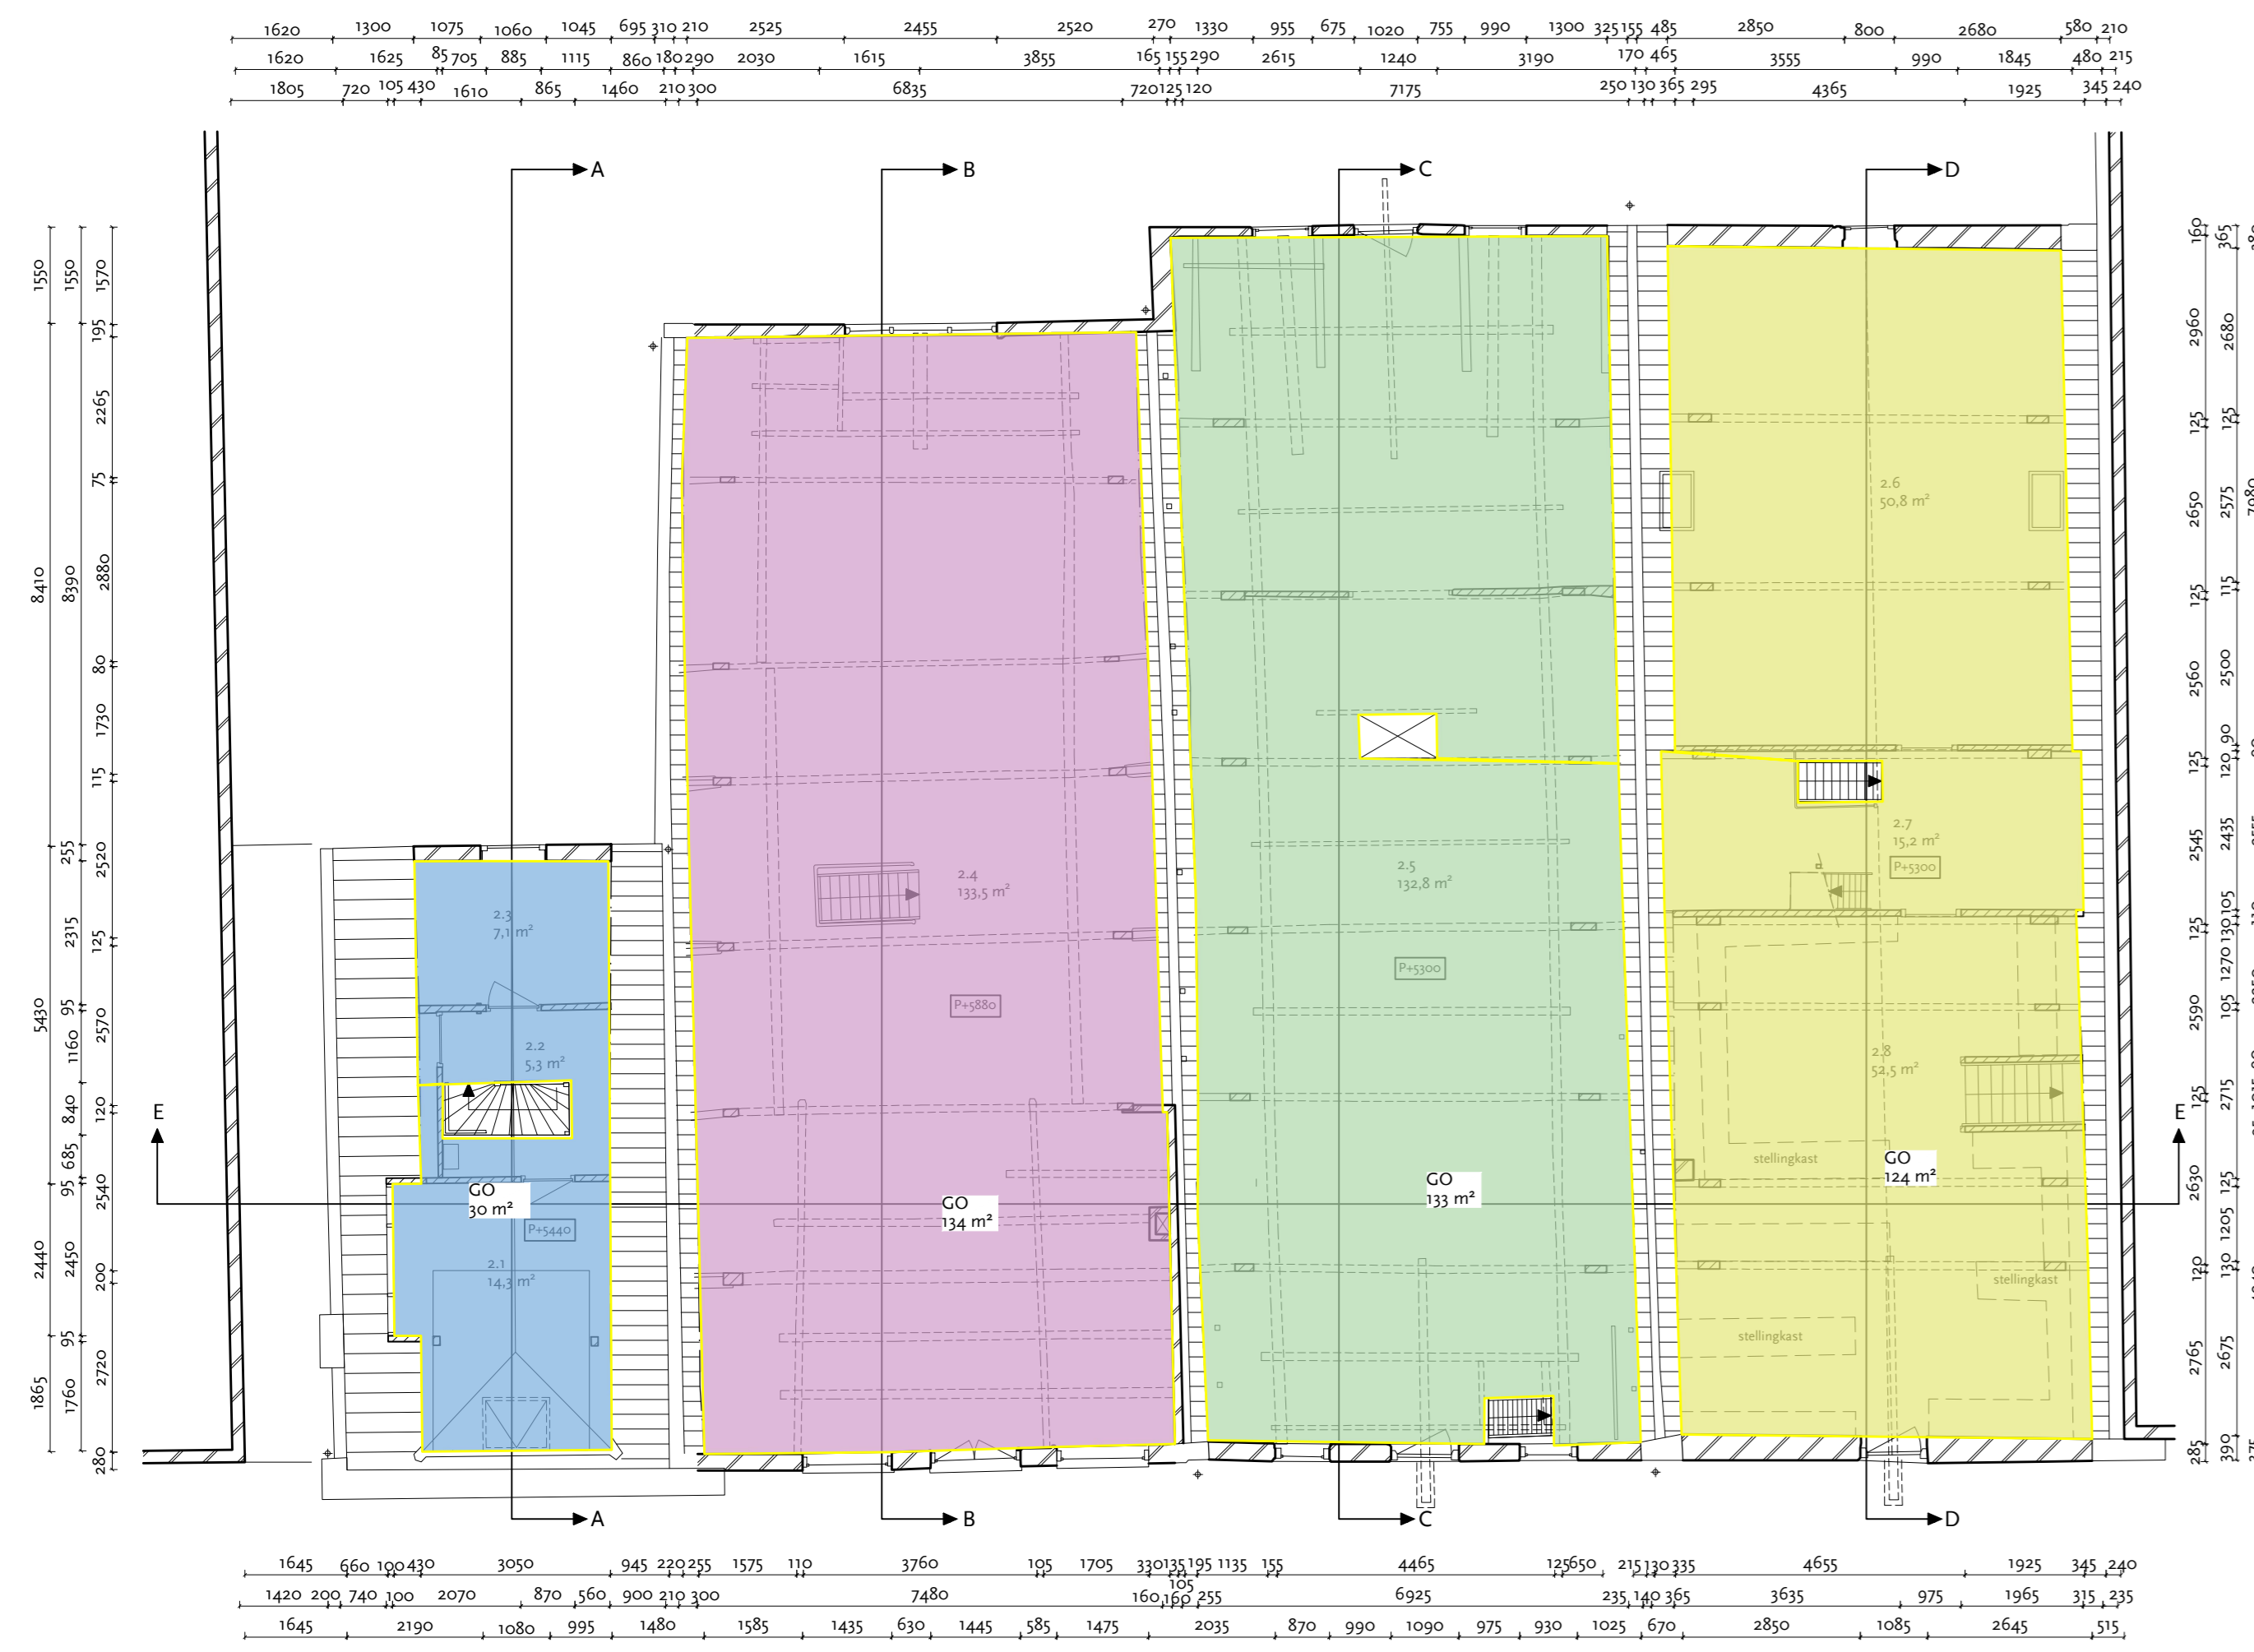 1620 1300 1075 1060 1045 695 310 210 2525 2455 2520 270 1330 955 675 1020 755 990 1300 325 155 485 2850 800 2680 580 210
1620 1625 85 705 885 1115 860 180 290 2030 1615 3855 165 155 290 2615 1240 3190 170 465 3555 990 1845 480 215
1805 720 105 430 1610 865 1460 210 300 6835 720 125 120 7175 250 130 365 295 4365 1925 345 240
A B C D
1550 8410 5430 2440 1865
1550 8390 255 2315 95 1160 840 685 95 2450 95 1760 280
1570 195 2265 75 2880 80 1730 115 2520 125 2570 120 2540 200 2720
2.3
7,1 m²
2.2
5,3 m²
GO
30 m²
P+5440
2.1
14,3 m²
2.4
133,5 m²
P+5880
GO
134 m²
2.5
132,8 m²
P+5300
GO
133 m²
2.6
50,8 m²
2.7
15,2 m²
P+5300
2.8
52,5 m²
stellingkast
GO
124 m²
stellingkast
stellingkast
E E
160 2960 125 2650 125 2560 125 2545 125 2590 125 2630 120 2765 285
365 2680 125 2575 115 2500 90 120 2435 105 130 1270 105 2715 125 1205 130 2675 390
A B C D
1645 660 100 430 3050 945 220 255 1575 110 3760 105 1705 330 135 195 1135 155 4465 125 650 215 130 335 4655 1925 345 240
1420 200 740 100 2070 870 560 900 210 300 7480 160 105 160 255 6925 235 140 365 3635 975 1965 315 235
1645 2190 1080 995 1480 1585 1435 630 1445 585 1475 2035 870 990 1090 975 930 1025 670 2850 1085 2645 515